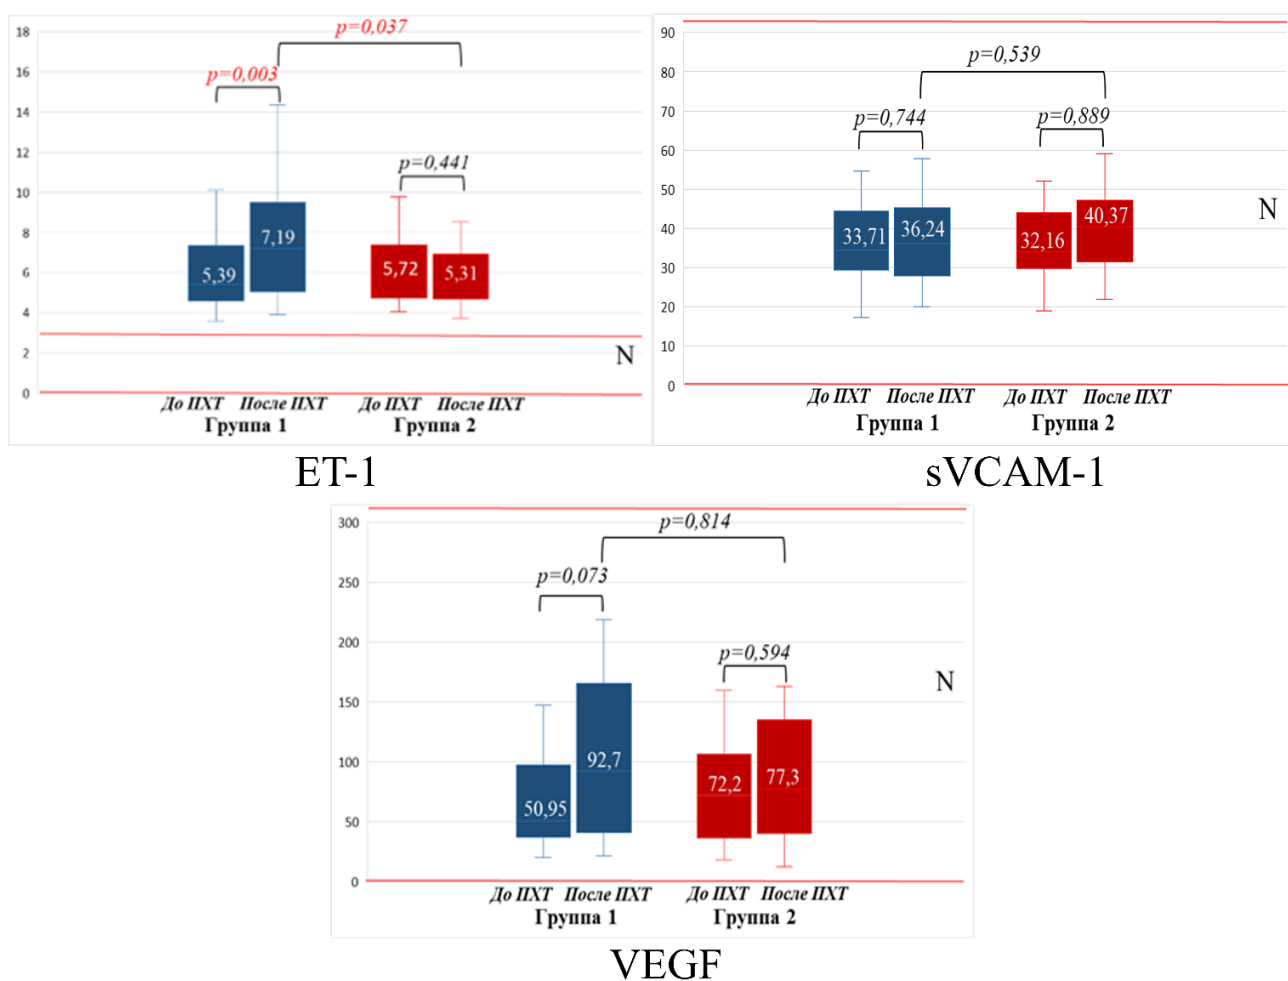 18
16
14
12
10
8
6
4
2
0
p=0,037
p=0,003
p=0,441
5,39
7,19
5,72
5,31
N
До ПХТ После ПХТ До ПХТ После ПХТ
Группа 1 Группа 2
ET-1
90
80
70
60
50
40
30
20
10
0
p=0,539
p=0,744
p=0,889
33,71
36,24
32,16
40,37
N
До ПХТ После ПХТ До ПХТ После ПХТ
Группа 1 Группа 2
sVCAM-1
300
250
200
150
100
50
0
p=0,814
p=0,073
p=0,594
50,95
92,7
72,2
77,3
N
До ПХТ После ПХТ До ПХТ После ПХТ
Группа 1 Группа 2
VEGF